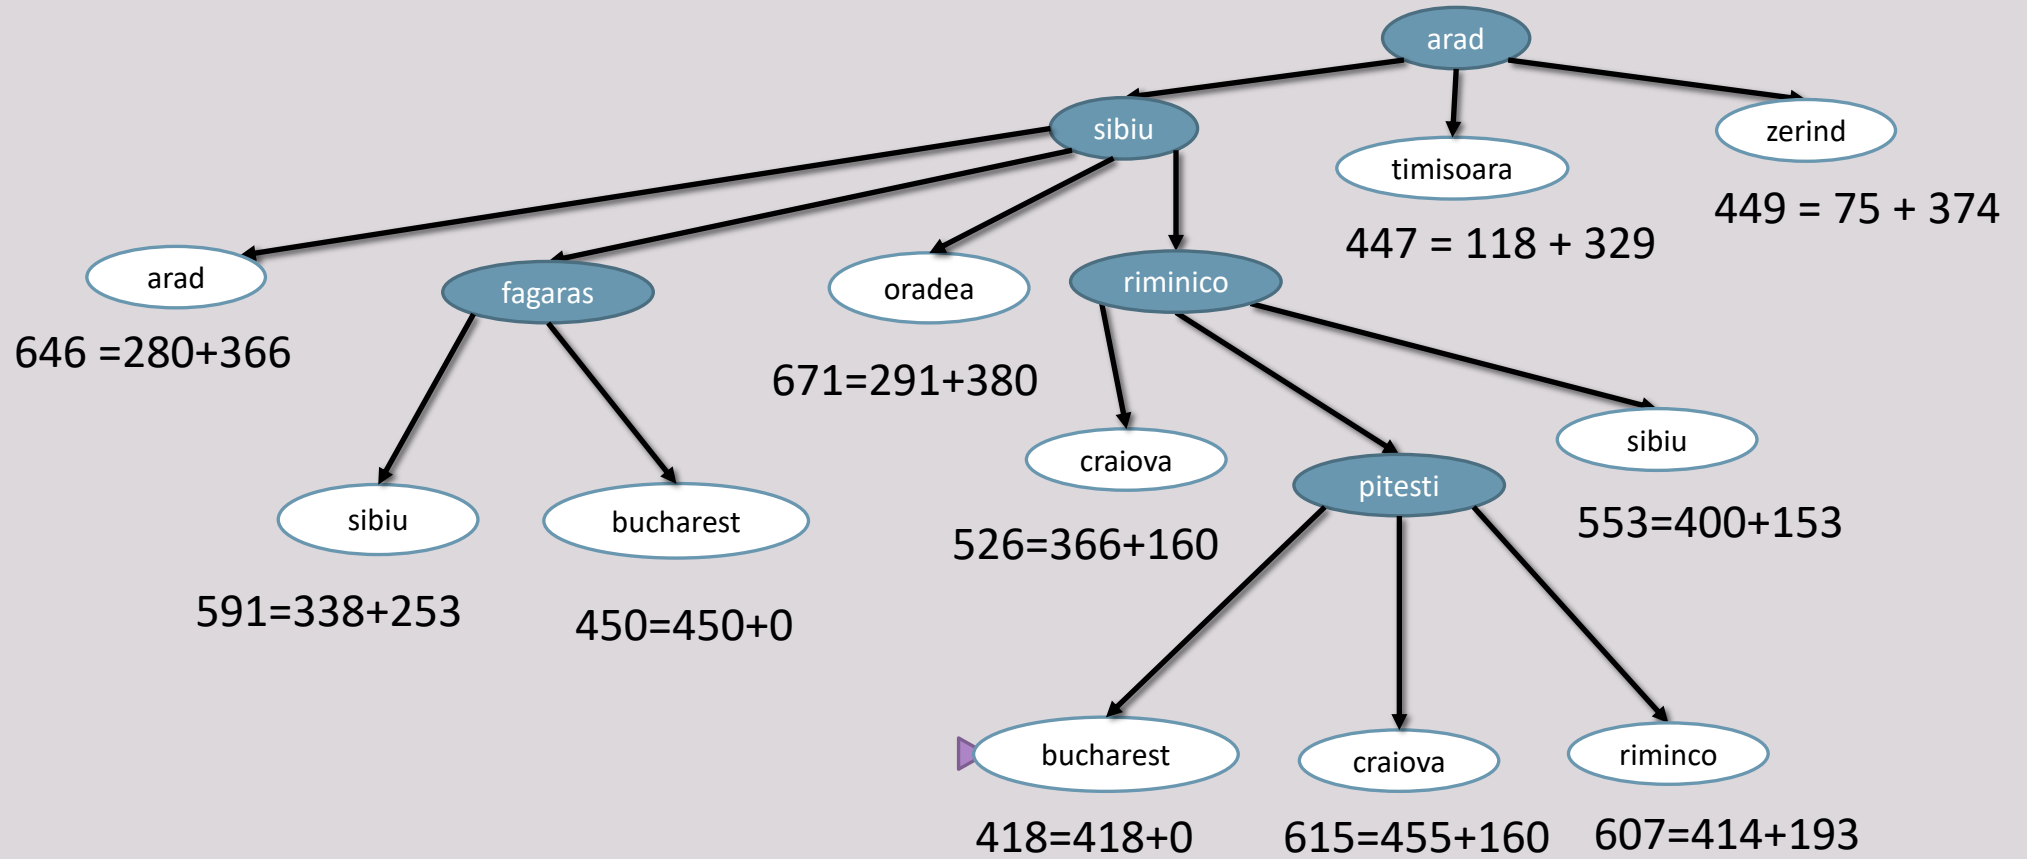 arad
sibiu
timisoara
zerind
447 = 118 + 329
449 = 75 + 374
arad
fagaras
oradea
riminico
646 =280+366
671=291+380
sibiu
bucharest
craiova
pitesti
sibiu
591=338+253
450=450+0
526=366+160
553=400+153
bucharest
craiova
riminco
418=418+0
615=455+160
607=414+193